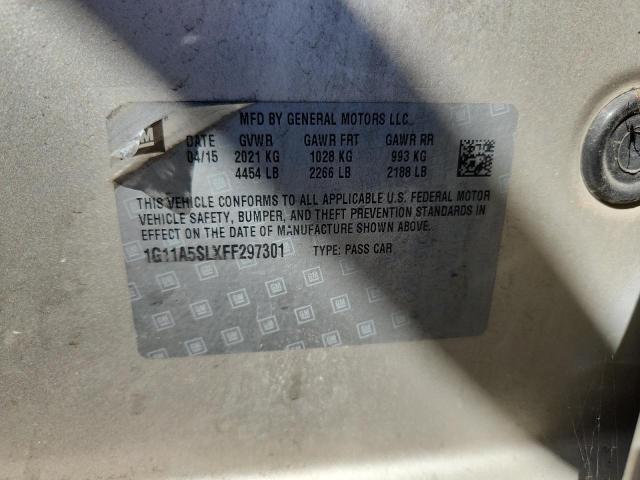 GM
MFD BY GENERAL MOTORS LLC.
DATE GVWR GAWR FRT GAWR RR
04/15 2021 KG 1028 KG 993 KG
4454 LB 2266 LB 2188 LB
THIS VEHICLE CONFORMS TO ALL APPLICABLE U.S. FEDERAL MOTOR
VEHICLE SAFETY, BUMPER, AND THEFT PREVENTION STANDARDS IN
EFFECT ON THE DATE OF MANUFACTURE SHOWN ABOVE.
1G11A5SLXFF297301 TYPE: PASS CAR